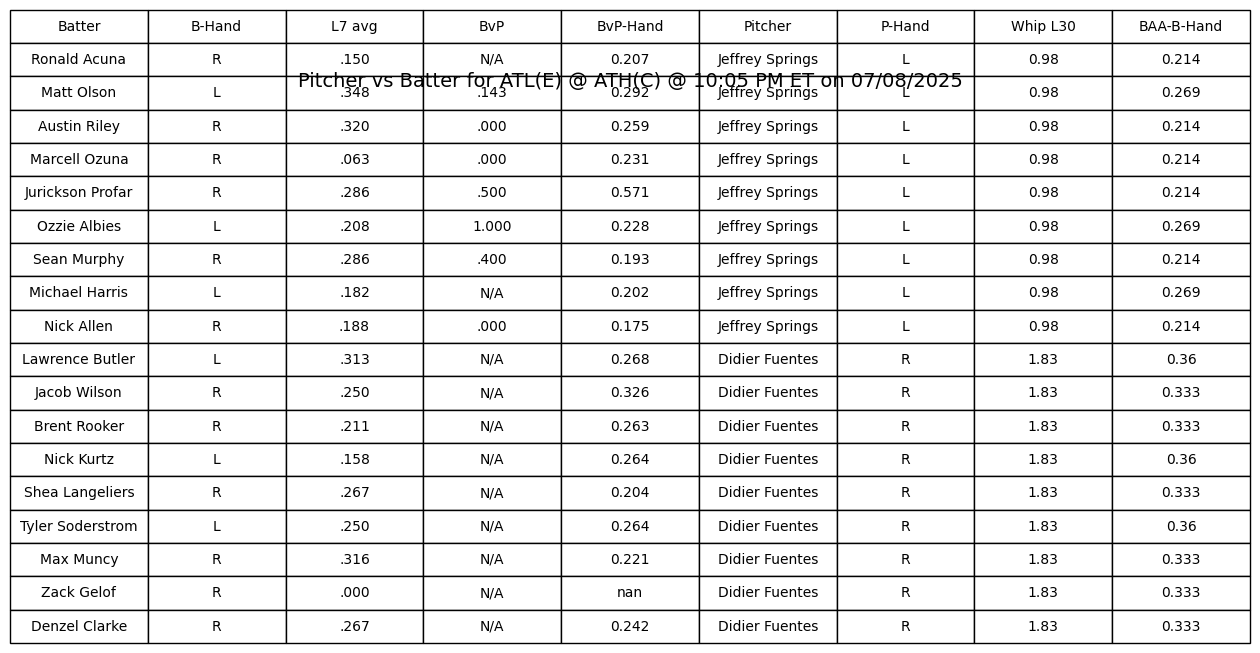 Batter B-Hand L7 avg BvP BvP-Hand Pitcher P-Hand Whip L30 BAA-B-Hand
Ronald Acuna R .150 N/A 0.207 Jeffrey Springs L 0.98 0.214
Pitcher vs Batter for ATL(E) @ ATH(C) @ 10:05 PM ET on 07/08/2025
Matt Olson L .348 .143 0.292 Jeffrey Springs L 0.98 0.269
Austin Riley R .320 .000 0.259 Jeffrey Springs L 0.98 0.214
Marcell Ozuna R .063 .000 0.231 Jeffrey Springs L 0.98 0.214
Jurickson Profar R .286 .500 0.571 Jeffrey Springs L 0.98 0.214
Ozzie Albies L .208 1.000 0.228 Jeffrey Springs L 0.98 0.269
Sean Murphy R .286 .400 0.193 Jeffrey Springs L 0.98 0.214
Michael Harris L .182 N/A 0.202 Jeffrey Springs L 0.98 0.269
Nick Allen R .188 .000 0.175 Jeffrey Springs L 0.98 0.214
Lawrence Butler L .313 N/A 0.268 Didier Fuentes R 1.83 0.36
Jacob Wilson R .250 N/A 0.326 Didier Fuentes R 1.83 0.333
Brent Rooker R .211 N/A 0.263 Didier Fuentes R 1.83 0.333
Nick Kurtz L .158 N/A 0.264 Didier Fuentes R 1.83 0.36
Shea Langeliers R .267 N/A 0.204 Didier Fuentes R 1.83 0.333
Tyler Soderstrom L .250 N/A 0.264 Didier Fuentes R 1.83 0.36
Max Muncy R .316 N/A 0.221 Didier Fuentes R 1.83 0.333
Zack Gelof R .000 N/A nan Didier Fuentes R 1.83 0.333
Denzel Clarke R .267 N/A 0.242 Didier Fuentes R 1.83 0.333